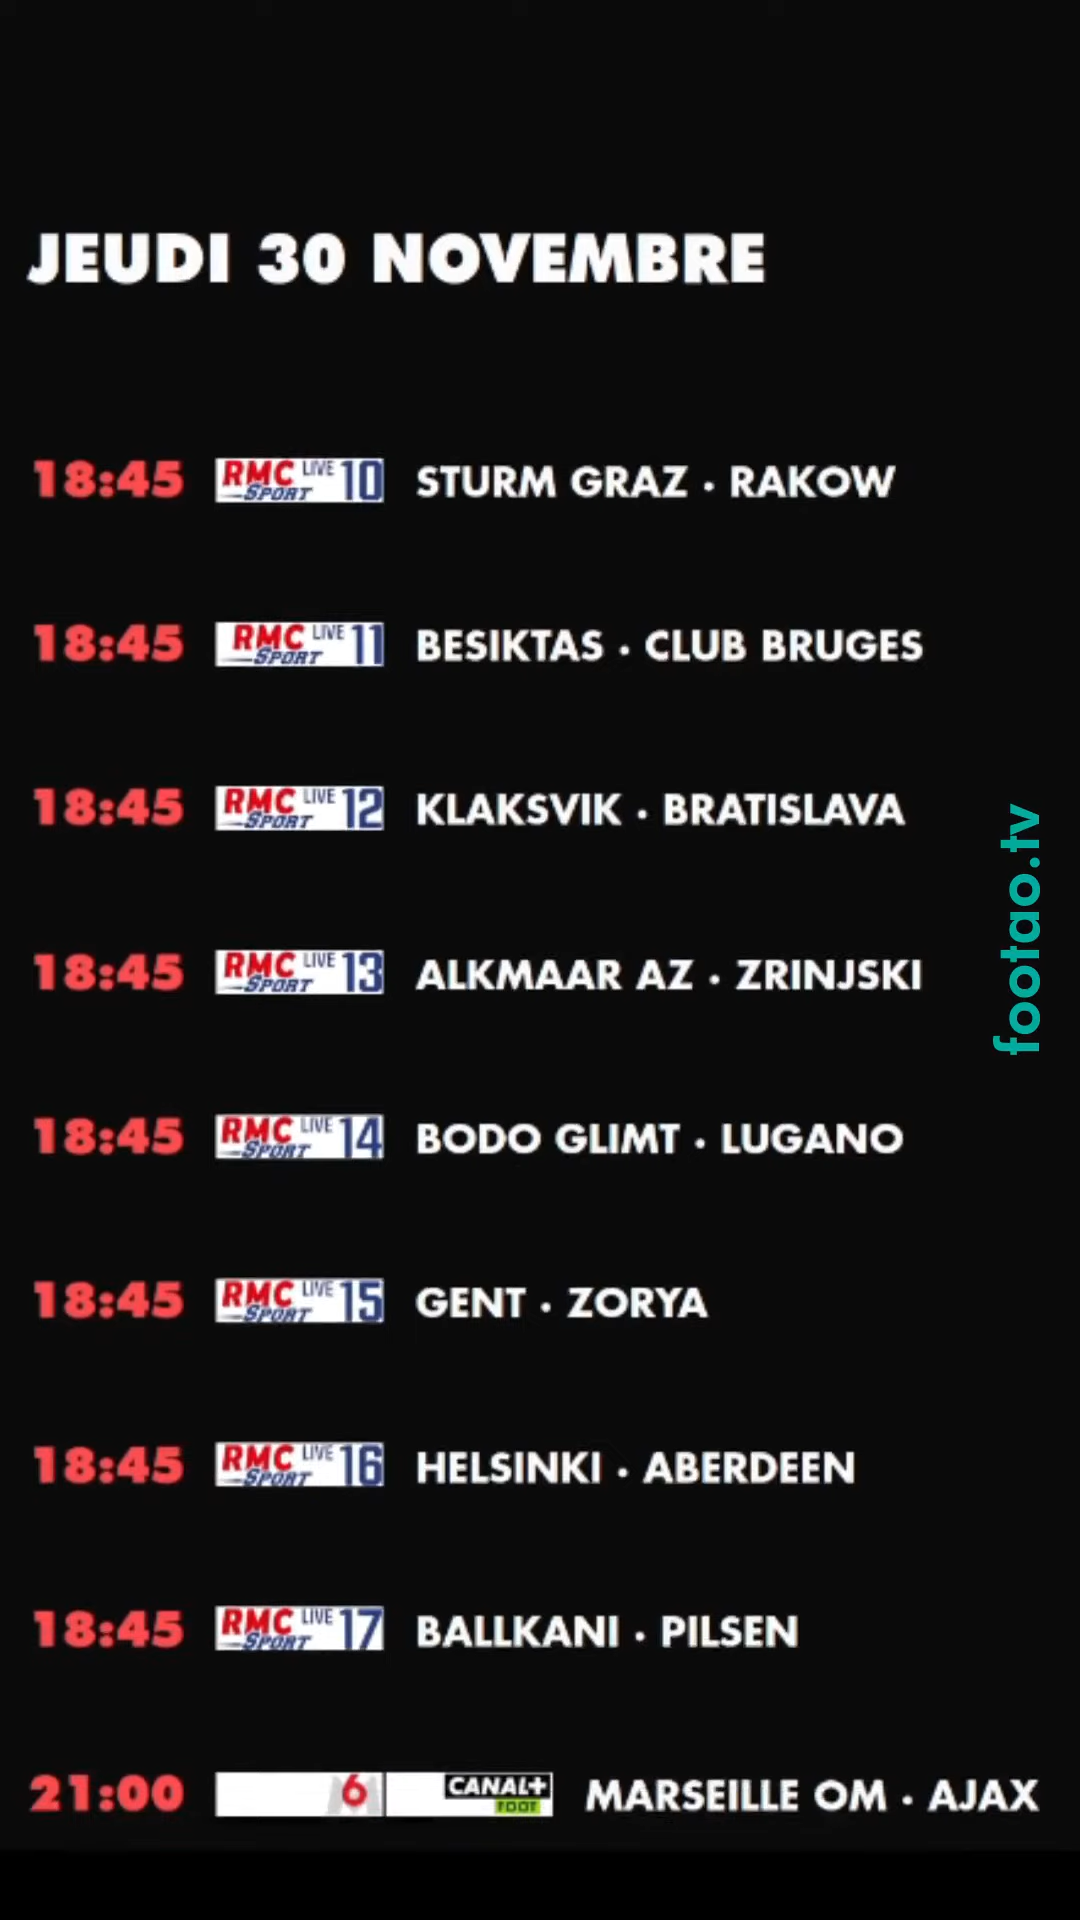 JEUDI 30 NOVEMBRE
18:45 RMC SPORT LIVE 10 STURM GRAZ · RAKOW
18:45 RMC SPORT LIVE 11 BESIKTAS · CLUB BRUGES
18:45 RMC SPORT LIVE 12 KLAKSVIK · BRATISLAVA
18:45 RMC SPORT LIVE 13 ALKMAAR AZ · ZRINJSKI
18:45 RMC SPORT LIVE 14 BODO GLIMT · LUGANO
18:45 RMC SPORT LIVE 15 GENT · ZORYA
18:45 RMC SPORT LIVE 16 HELSINKI · ABERDEEN
18:45 RMC SPORT LIVE 17 BALLKANI · PILSEN
21:00 M6 CANAL+ FOOT MARSEILLE OM · AJAX
footao.tv